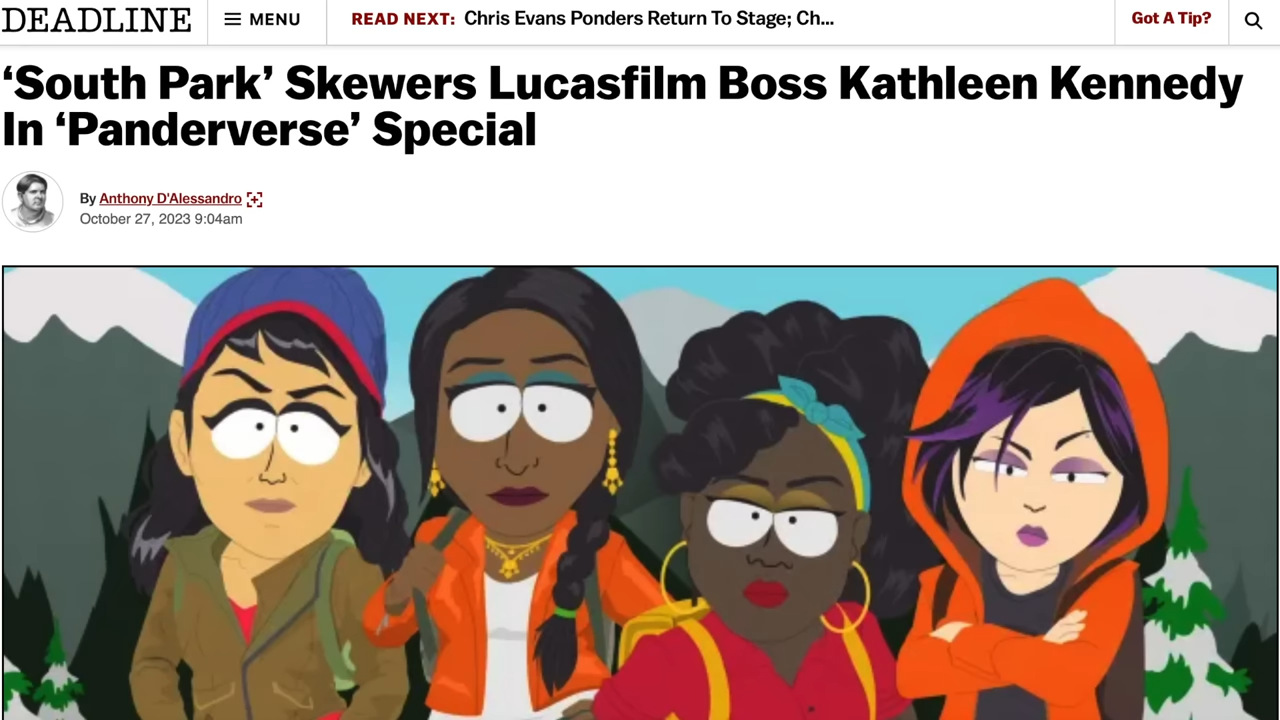 DEADLINE
MENU
READ NEXT: Chris Evans Ponders Return To Stage; Ch...
Got A Tip?
‘South Park’ Skewers Lucasfilm Boss Kathleen Kennedy
In ‘Panderverse’ Special
By Anthony D'Alessandro
October 27, 2023 9:04am